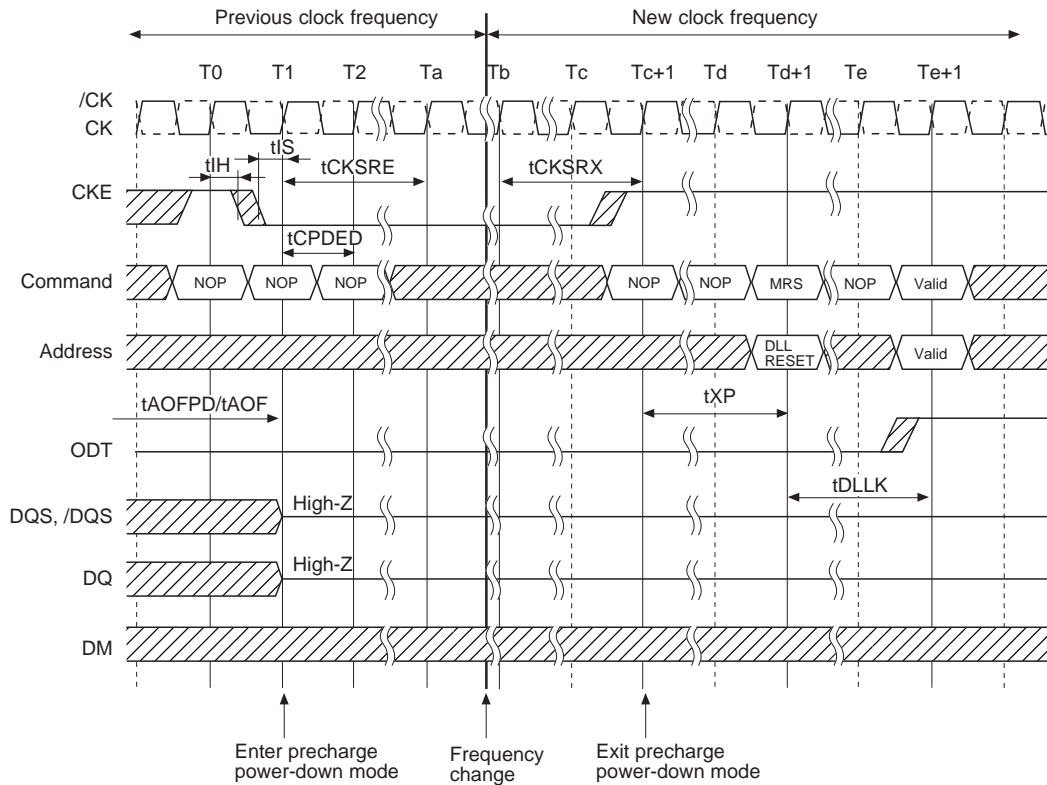 Previous clock frequency
New clock frequency
T0 T1 T2 Ta Tb Tc Tc+1 Td Td+1 Te Te+1
/CK
CK
tIS
tIH
tCKSRE
tCKSRX
CKE
tCPDED
Command
NOP NOP NOP NOP NOP MRS NOP Valid
Address
DLL
RESET
Valid
tAOFPD/tAOF
tXP
ODT
tDLLK
High-Z
DQS, /DQS
High-Z
DQ
DM
Enter precharge
power-down mode
Frequency
change
Exit precharge
power-down mode